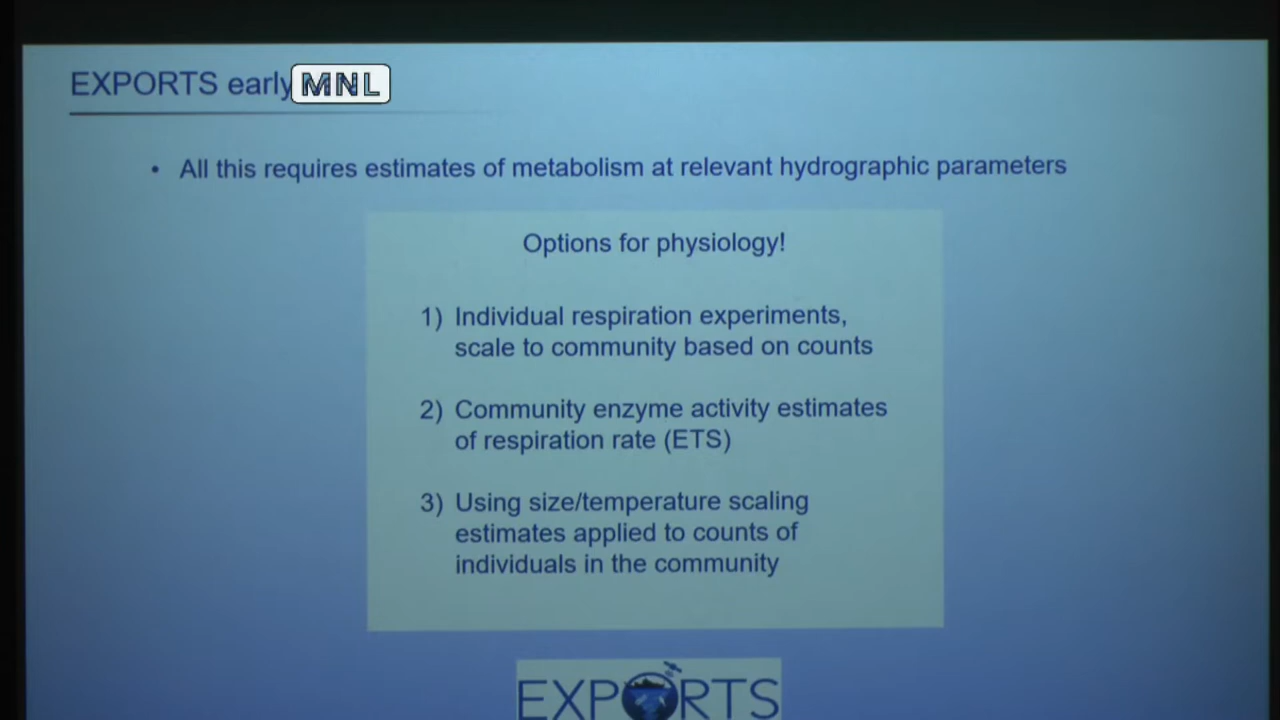 EXPORTS early MNL
• All this requires estimates of metabolism at relevant hydrographic parameters
Options for physiology!
1) Individual respiration experiments,
scale to community based on counts
2) Community enzyme activity estimates
of respiration rate (ETS)
3) Using size/temperature scaling
estimates applied to counts of
individuals in the community
EXPORTS